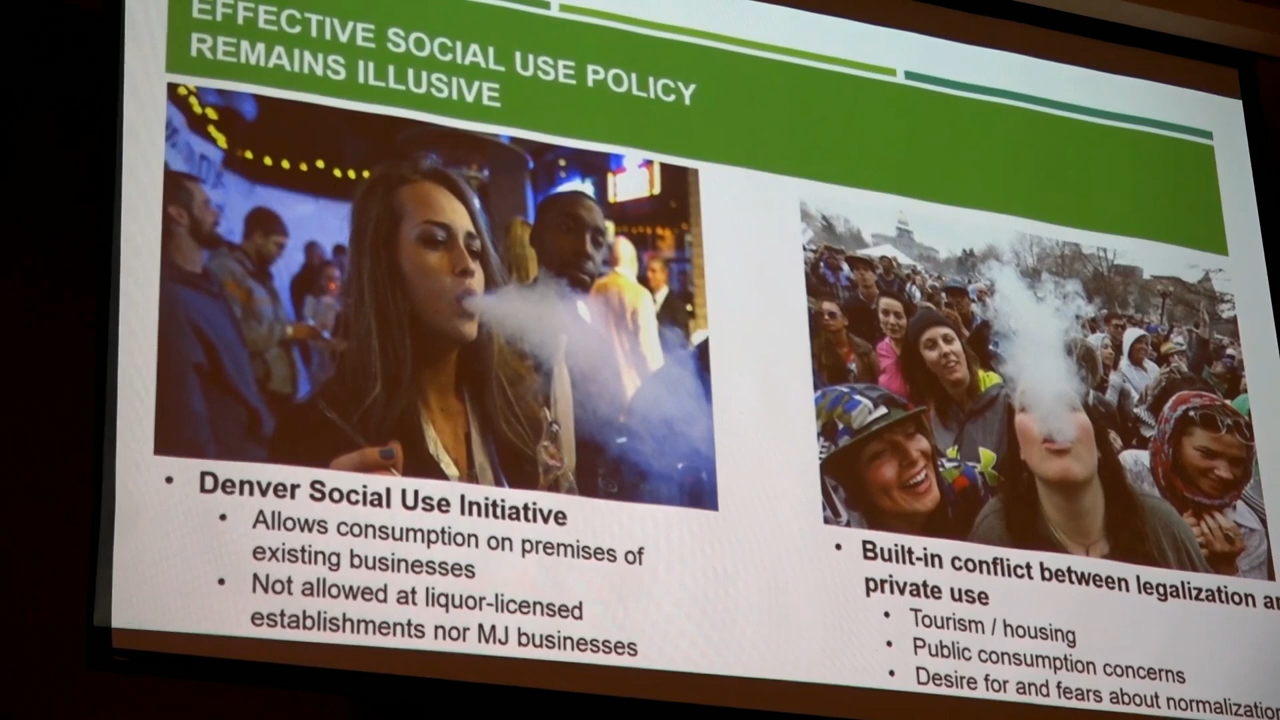 EFFECTIVE SOCIAL USE POLICY
REMAINS ILLUSIVE
• Denver Social Use Initiative
• Allows consumption on premises of
existing businesses
• Not allowed at liquor-licensed
establishments nor MJ businesses
• Built-in conflict between legalization
private use
• Tourism / housing
• Public consumption concerns
• Desire for and fears about normalization